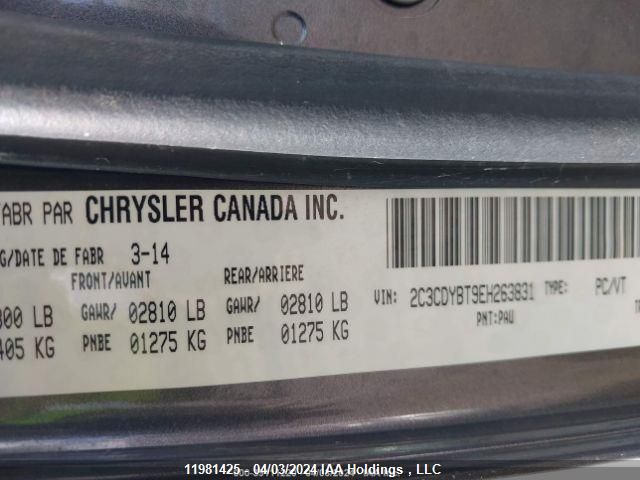 FABR PAR CHRYSLER CANADA INC.
G/DATE DE FABR 3-14
FRONT/AVANT REAR/ARRIERE
300 LB GAWR/ 02810 LB GAWR/ 02810 LB
405 KG PNBE 01275 KG PNBE 01275 KG
VIN: 2C3CDYBT9EH263831 TYPE: PC/VT
PNT:PAU
11981425 - 04/03/2024 IAA Holdings , LLC